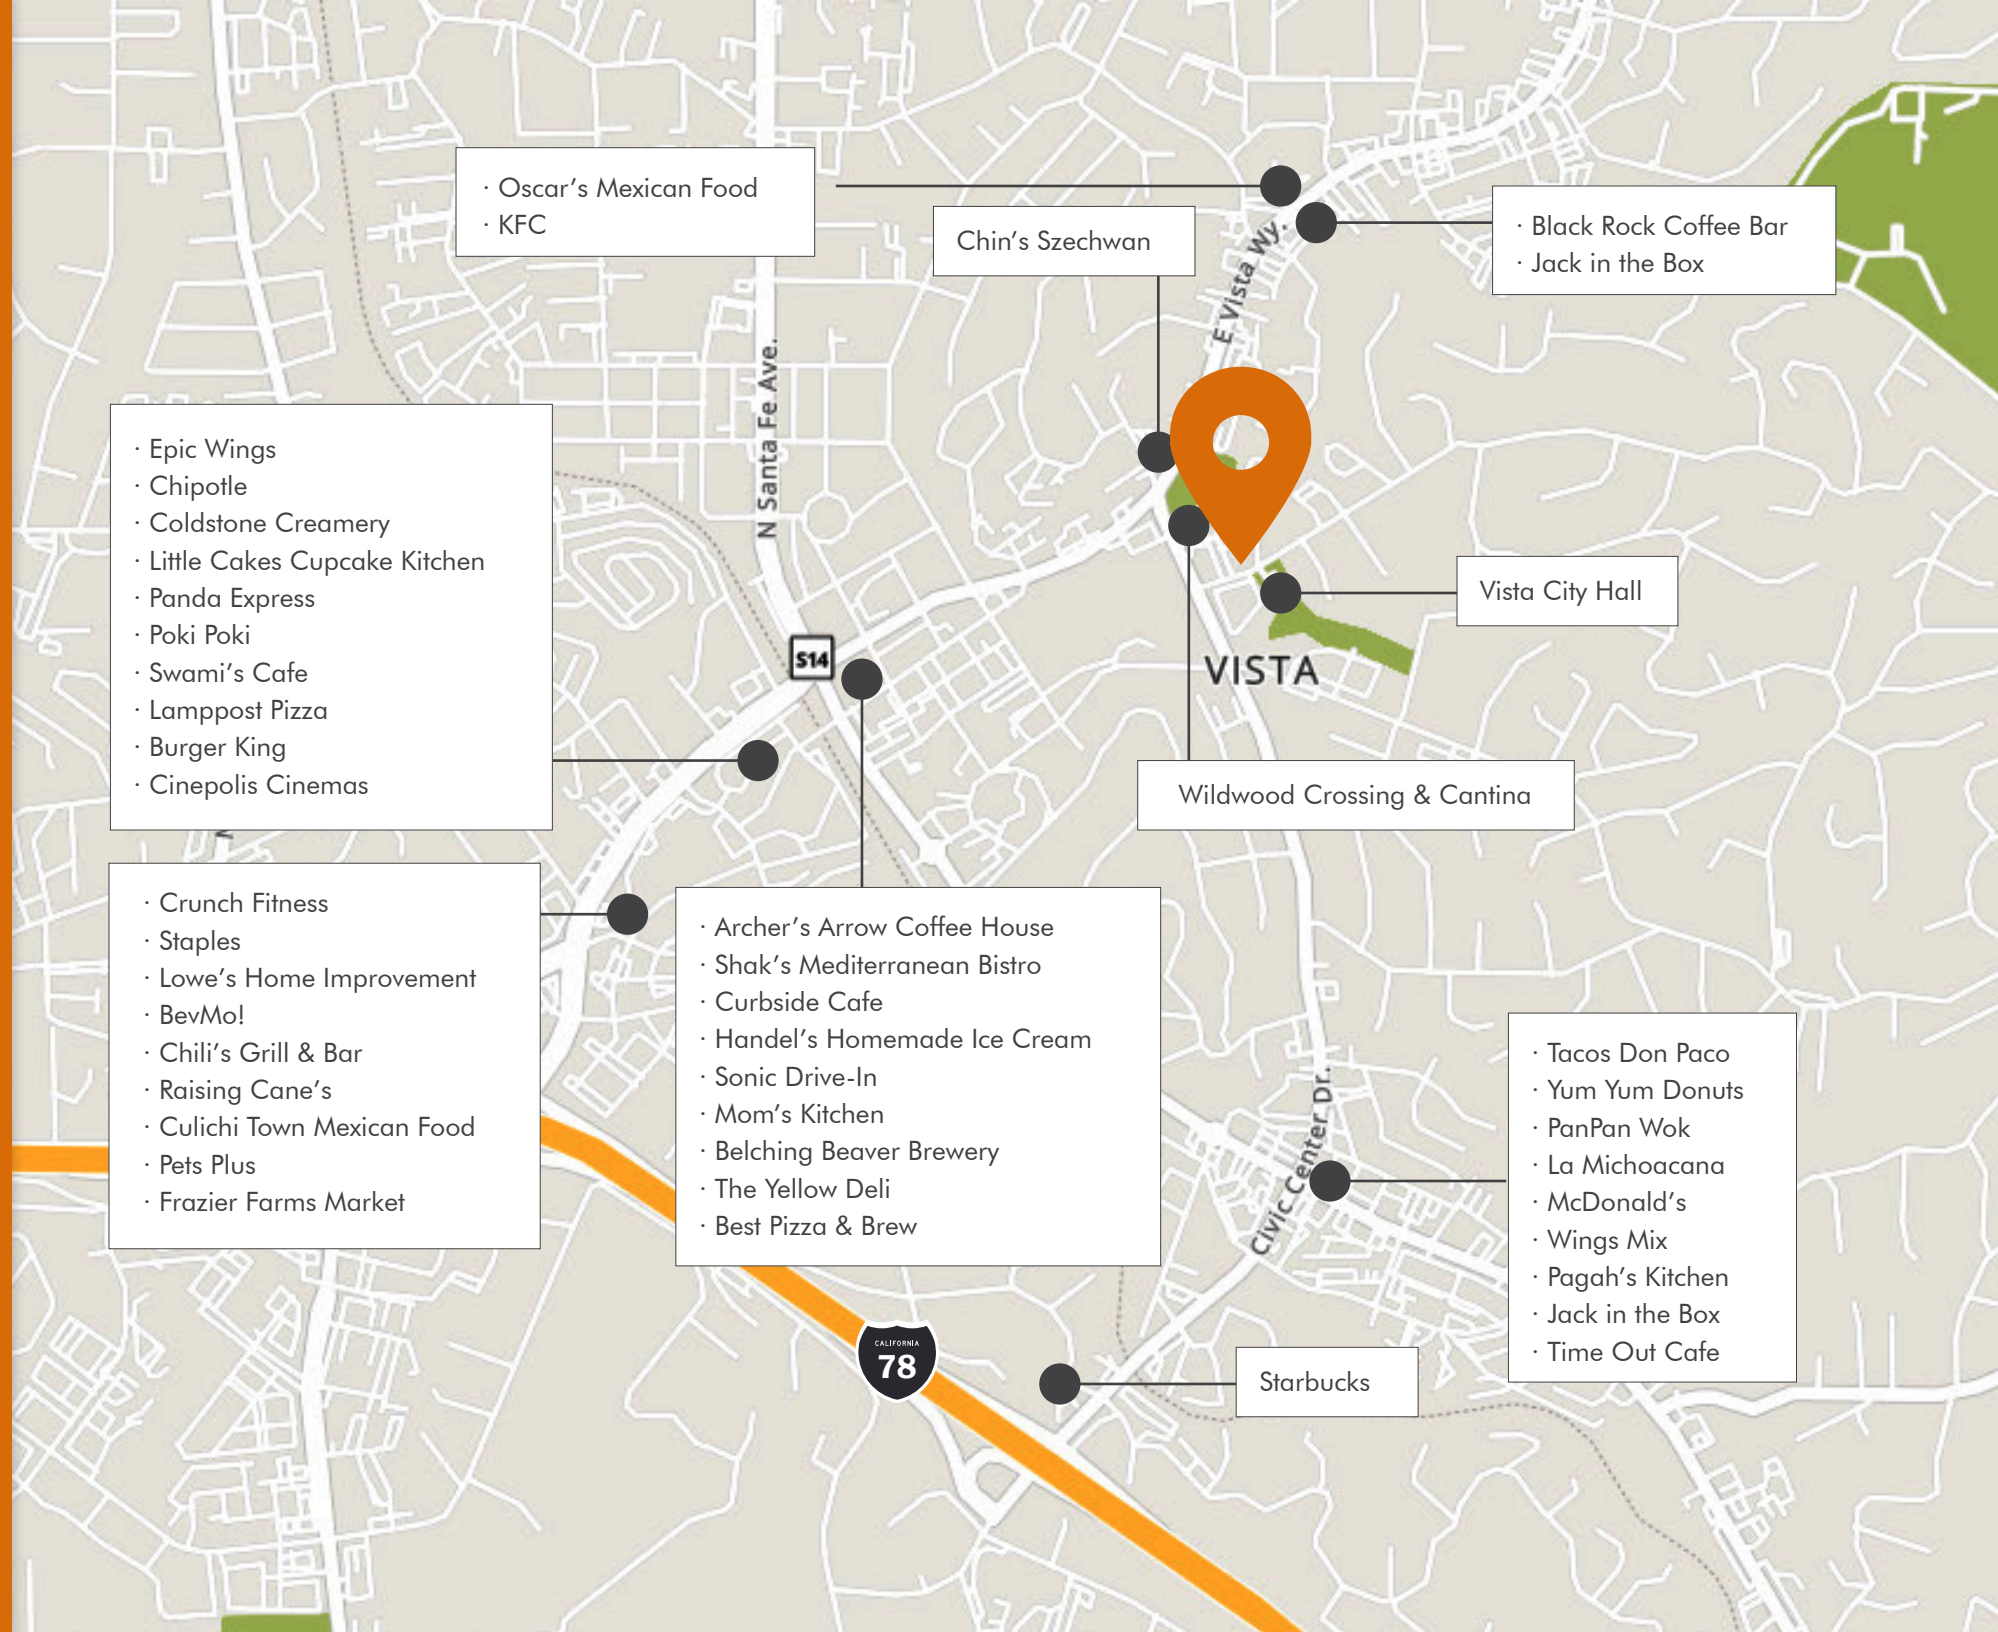 · Oscar's Mexican Food
· KFC
Chin's Szechwan
· Black Rock Coffee Bar
· Jack in the Box
E Vista Wy.
N Santa Fe Ave.
· Epic Wings
· Chipotle
· Coldstone Creamery
· Little Cakes Cupcake Kitchen
· Panda Express
· Poki Poki
· Swami's Cafe
· Lamppost Pizza
· Burger King
· Cinepolis Cinemas
S14
Vista City Hall
VISTA
Wildwood Crossing & Cantina
· Crunch Fitness
· Staples
· Lowe's Home Improvement
· BevMo!
· Chili's Grill & Bar
· Raising Cane's
· Culichi Town Mexican Food
· Pets Plus
· Frazier Farms Market
· Archer's Arrow Coffee House
· Shak's Mediterranean Bistro
· Curbside Cafe
· Handel's Homemade Ice Cream
· Sonic Drive-In
· Mom's Kitchen
· Belching Beaver Brewery
· The Yellow Deli
· Best Pizza & Brew
Civic Center Dr.
· Tacos Don Paco
· Yum Yum Donuts
· PanPan Wok
· La Michoacana
· McDonald's
· Wings Mix
· Pagah's Kitchen
· Jack in the Box
· Time Out Cafe
CALIFORNIA
78
Starbucks